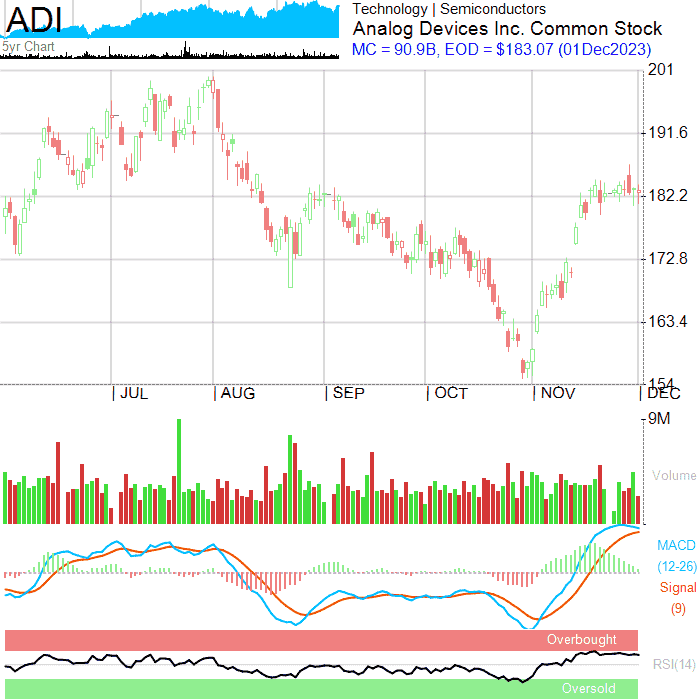 ADI
5yr Chart
Technology | Semiconductors
Analog Devices Inc. Common Stock
MC = 90.9B, EOD = $183.07 (01Dec2023)
201
191.6
182.2
172.8
163.4
154
| JUL | AUG | SEP | OCT | NOV | DEC
9M
Volume
MACD
(12-26)
Signal
(9)
Overbought
RSI(14)
Oversold